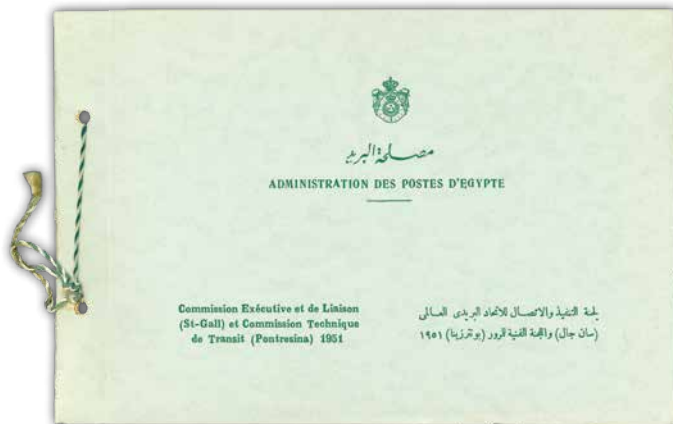 مصلحة البريد
ADMINISTRATION DES POSTES D'EGYPTE
Commission Exécutive et de Liaison
(St-Gall) et Commission Technique
de Transit (Pontresina) 1951
لجنة التنفيذ والاتصال للاتحاد البريدى العالمى
(سان جال) واللجنة الفنية للمرور (بونترزينا) ١٩٥١